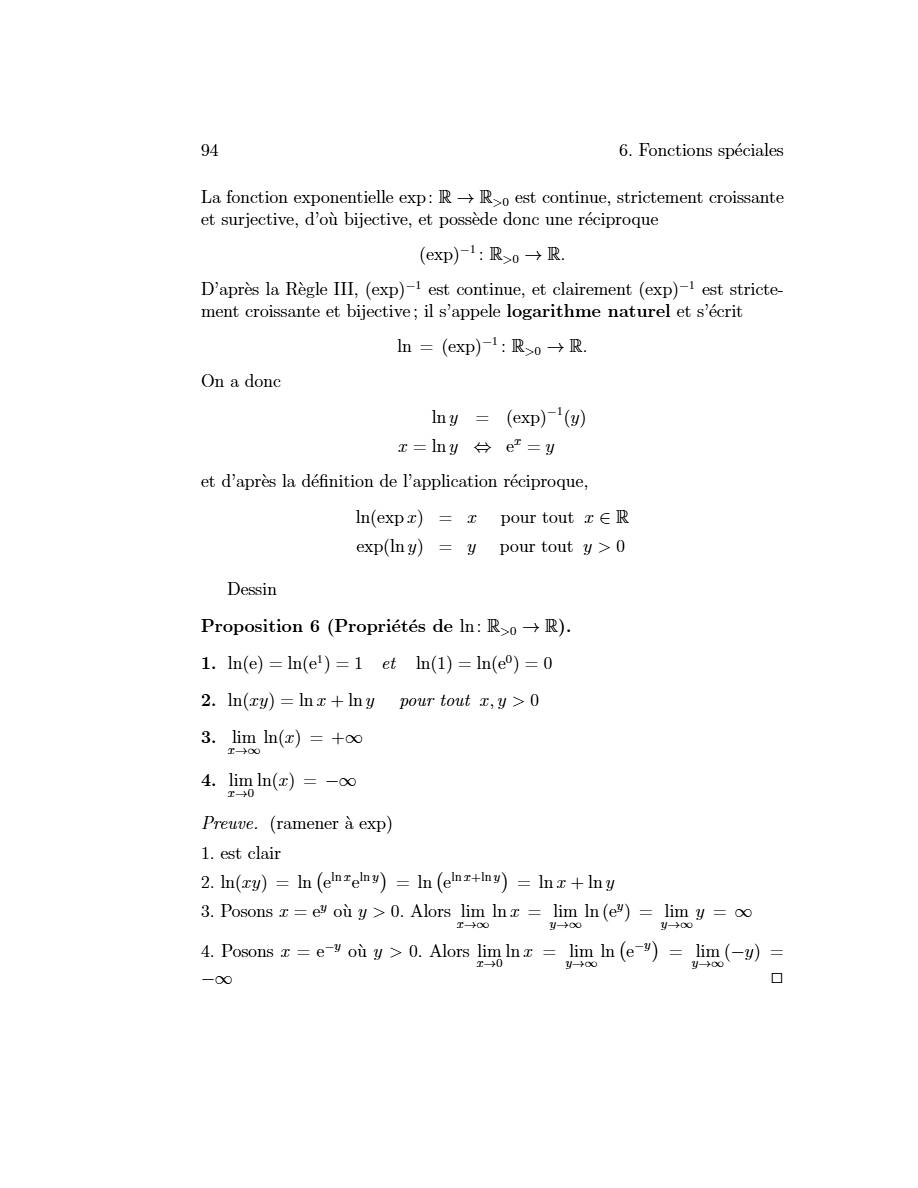 94 6. Fonctions spéciales
La fonction exponentielle exp : ℝ → ℝ>0 est continue, strictement croissante
et surjective, d'où bijective, et possède donc une réciproque
(exp)⁻¹ : ℝ>0 → ℝ.
D'après la Règle III, (exp)⁻¹ est continue, et clairement (exp)⁻¹ est stricte-
ment croissante et bijective ; il s'appele logarithme naturel et s'écrit
ln = (exp)⁻¹ : ℝ>0 → ℝ.
On a donc
ln y = (exp)⁻¹(y)
x = ln y ⇔ eˣ = y
et d'après la définition de l'application réciproque,
ln(exp x) = x pour tout x ∈ ℝ
exp(ln y) = y pour tout y > 0
Dessin
Proposition 6 (Propriétés de ln : ℝ>0 → ℝ).
1. ln(e) = ln(e¹) = 1 et ln(1) = ln(e⁰) = 0
2. ln(xy) = ln x + ln y pour tout x, y > 0
3. lim x→∞ ln(x) = +∞
4. lim x→0 ln(x) = −∞
Preuve. (ramener à exp)
1. est clair
2. ln(xy) = ln (e^{ln x} e^{ln y}) = ln (e^{ln x+ln y}) = ln x + ln y
3. Posons x = e^y où y > 0. Alors lim x→∞ ln x = lim y→∞ ln (e^y) = lim y→∞ y = ∞
4. Posons x = e^{−y} où y > 0. Alors lim x→0 ln x = lim y→∞ ln (e^{−y}) = lim y→∞ (−y) =
−∞ □